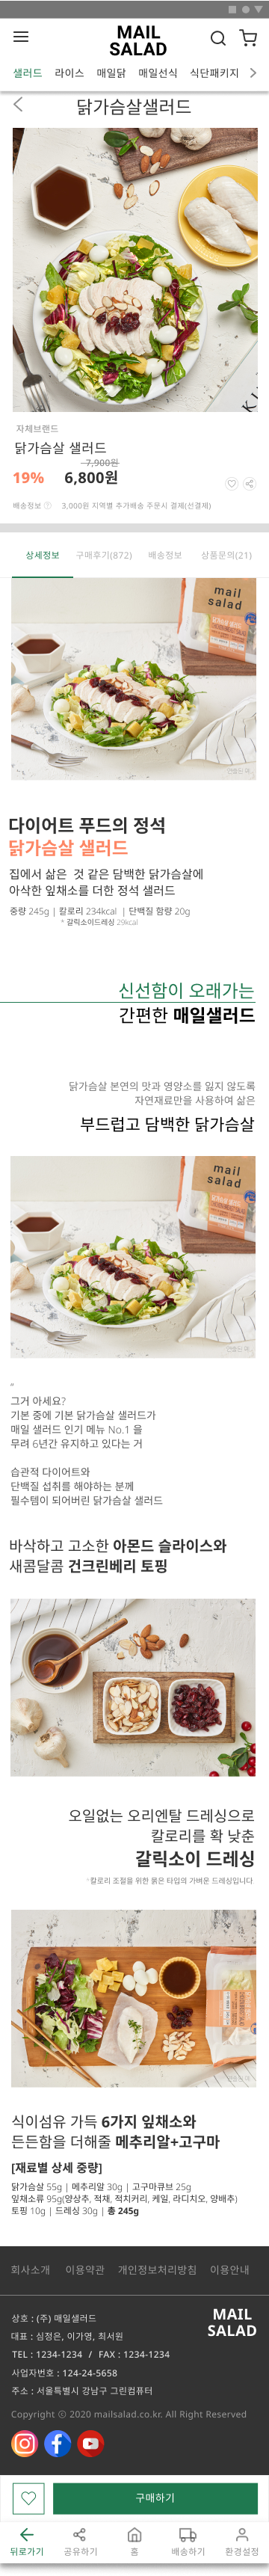 MAIL
SALAD
샐러드 라이스 매일닭 매일선식 식단패키지
닭가슴살샐러드
자체브랜드
닭가슴살 샐러드
7,900원
19% 6,800원
배송정보 ? 3,000원 지역별 추가배송 주문시 결제(선결제)
상세정보 구매후기(872) 배송정보 상품문의(21)
mail
salad
다이어트 푸드의 정석
닭가슴살 샐러드
집에서 삶은 것 같은 담백한 닭가슴살에
아삭한 잎채소를 더한 정석 샐러드
중량 245g | 칼로리 234kcal | 단백질 함량 20g
* 갈릭소이드레싱 29kcal
신선함이 오래가는
간편한 매일샐러드
닭가슴살 본연의 맛과 영양소를 잃지 않도록
자연재료만을 사용하여 삶은
부드럽고 담백한 닭가슴살
mail
salad
그거 아세요?
기본 중에 기본 닭가슴살 샐러드가
매일 샐러드 인기 메뉴 No.1 을
무려 6년간 유지하고 있다는 거
습관적 다이어트와
단백질 섭취를 해야하는 분께
필수템이 되어버린 닭가슴살 샐러드
바삭하고 고소한 아몬드 슬라이스와
새콤달콤 건크린베리 토핑
오일없는 오리엔탈 드레싱으로
칼로리를 확 낮춘
갈릭소이 드레싱
*칼로리 조절을 위한 묽은 타입의 가벼운 드레싱입니다.
식이섬유 가득 6가지 잎채소와
든든함을 더해줄 메추리알+고구마
[재료별 상세 중량]
닭가슴살 55g | 메추리알 30g | 고구마큐브 25g
잎채소류 95g(양상추, 적채, 적치커리, 케일, 라디치오, 양배추)
토핑 10g | 드레싱 30g | 총 245g
회사소개 이용약관 개인정보처리방침 이용안내
상호 : (주) 매일샐러드
MAIL
SALAD
대표 : 심정은, 이가영, 최서원
TEL : 1234-1234 / FAX : 1234-1234
사업자번호 : 124-24-5658
주소 : 서울특별시 강남구 그린컴퓨터
Copyright ⓒ 2020 mailsalad.co.kr. All Right Reserved
구매하기
뒤로가기 공유하기 홈 배송하기 환경설정